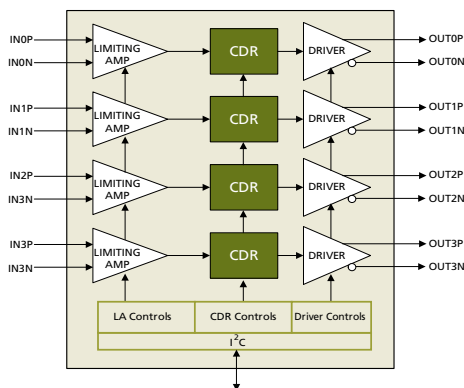 IN0P
IN0N
LIMITING
AMP
CDR
DRIVER
OUT0P
OUT0N
IN1P
IN1N
LIMITING
AMP
CDR
DRIVER
OUT1P
OUT1N
IN2P
IN3N
LIMITING
AMP
CDR
DRIVER
OUT2P
OUT2N
IN3P
IN3N
LIMITING
AMP
CDR
DRIVER
OUT3P
OUT3N
LA Controls
CDR Controls
Driver Controls
I²C